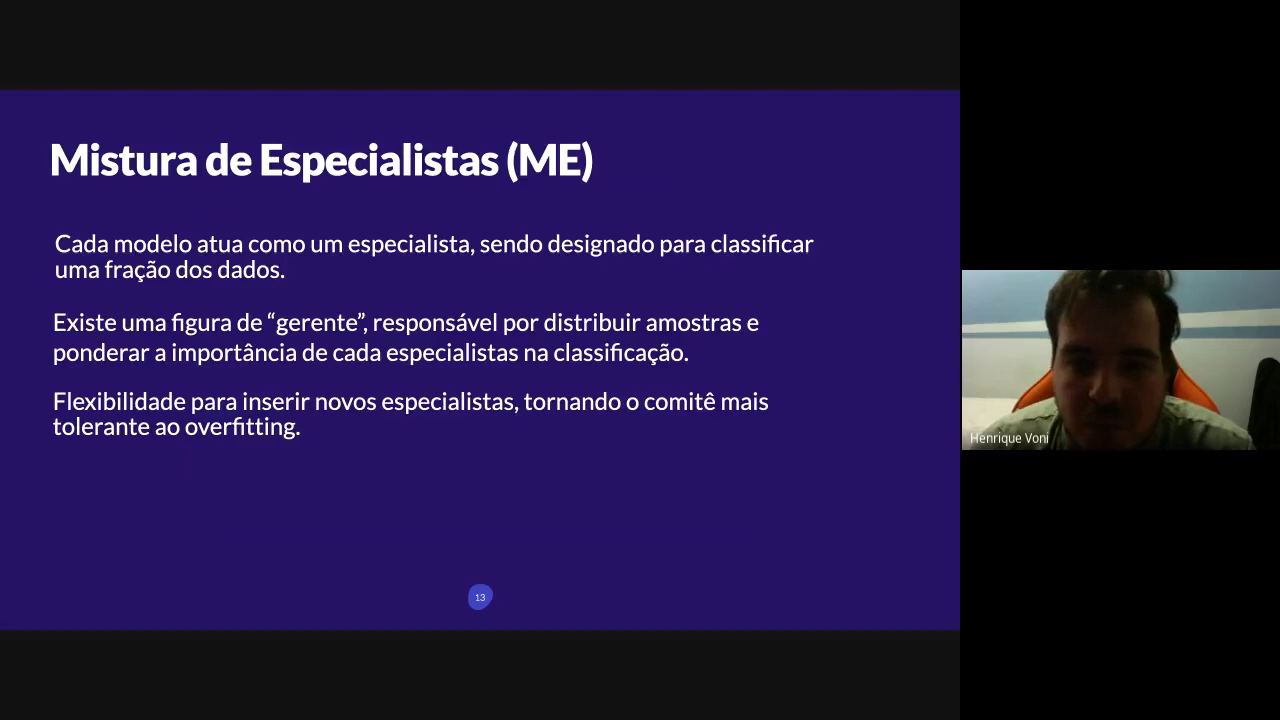 Mistura de Especialistas (ME)
Cada modelo atua como um especialista, sendo designado para classificar
uma fração dos dados.
Existe uma figura de “gerente”, responsável por distribuir amostras e
ponderar a importância de cada especialistas na classificação.
Flexibilidade para inserir novos especialistas, tornando o comitê mais
tolerante ao overfitting.
13
Henrique Voni